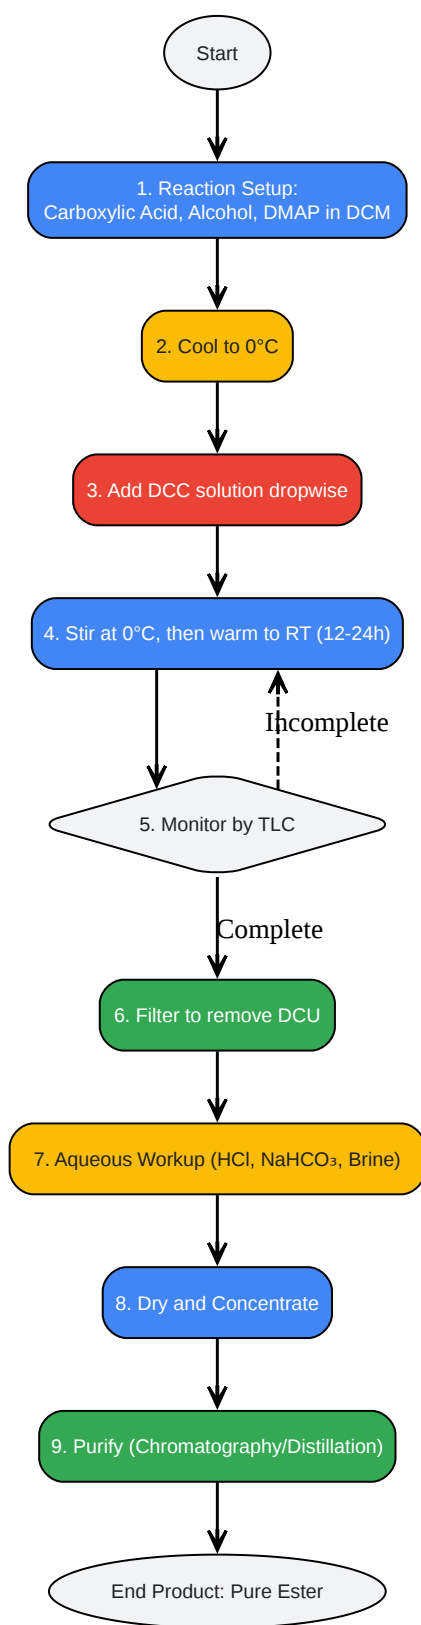 Start
1. Reaction Setup:
Carboxylic Acid, Alcohol, DMAP in DCM
2. Cool to 0°C
3. Add DCC solution dropwise
4. Stir at 0°C, then warm to RT (12-24h)
Incomplete
5. Monitor by TLC
Complete
6. Filter to remove DCU
7. Aqueous Workup (HCl, NaHCO₃, Brine)
8. Dry and Concentrate
9. Purify (Chromatography/Distillation)
End Product: Pure Ester